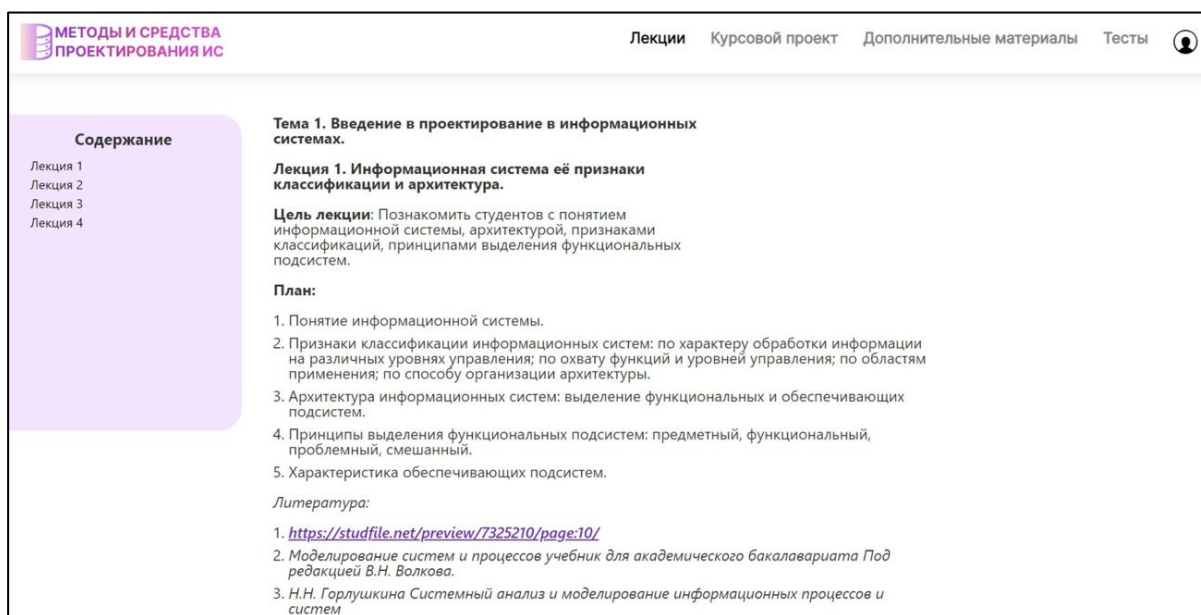 МЕТОДЫ И СРЕДСТВА
ПРОЕКТИРОВАНИЯ ИС
Лекции Курсовой проект Дополнительные материалы Тесты
Содержание
Лекция 1
Лекция 2
Лекция 3
Лекция 4
Тема 1. Введение в проектирование в информационных
системах.
Лекция 1. Информационная система её признаки
классификации и архитектура.
Цель лекции: Познакомить студентов с понятием
информационной системы, архитектурой, признаками
классификаций, принципами выделения функциональных
подсистем.
План:
1. Понятие информационной системы.
2. Признаки классификации информационных систем: по характеру обработки информации
на различных уровнях управления; по охвату функций и уровней управления; по областям
применения; по способу организации архитектуры.
3. Архитектура информационных систем: выделение функциональных и обеспечивающих
подсистем.
4. Принципы выделения функциональных подсистем: предметный, функциональный,
проблемный, смешанный.
5. Характеристика обеспечивающих подсистем.
Литература:
1. https://studfile.net/preview/7325210/page:10/
2. Моделирование систем и процессов учебник для академического бакалавариата Под
редакцией В.Н. Волкова.
3. Н.Н. Горлушкина Системный анализ и моделирование информационных процессов и
систем